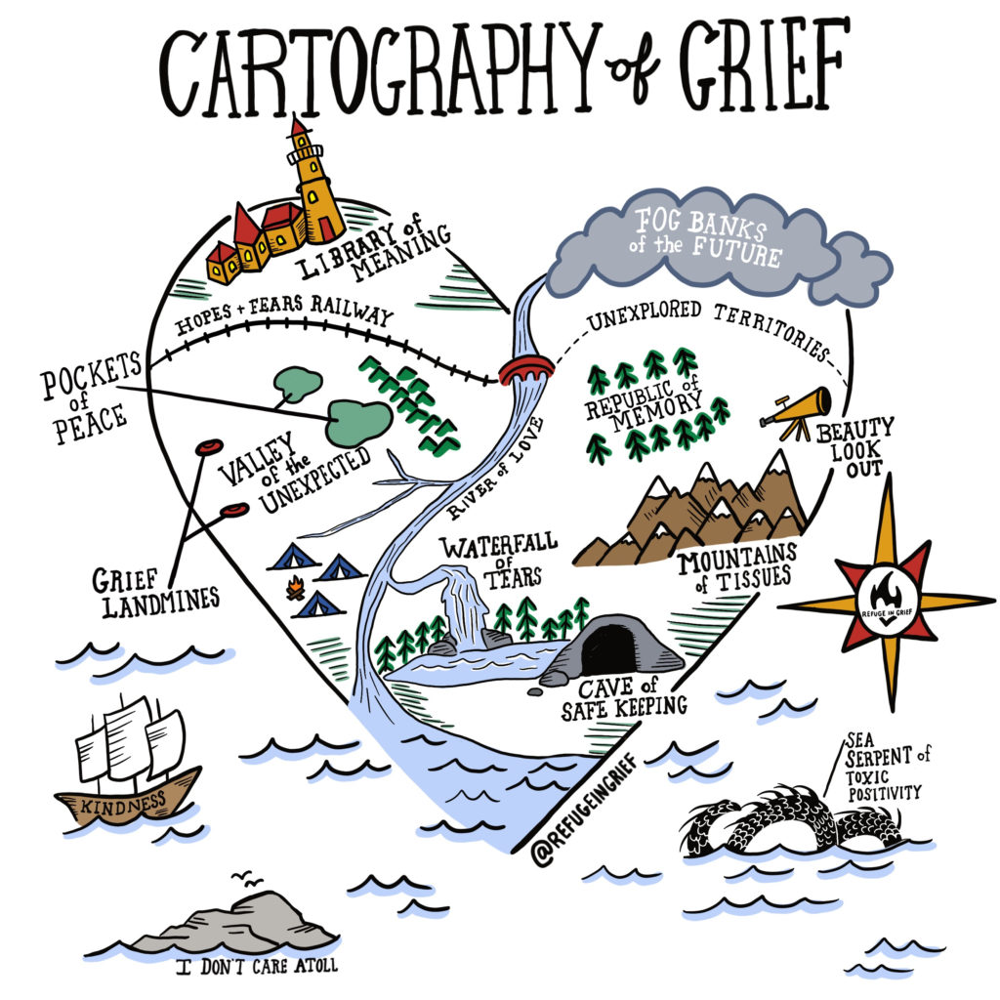 CARTOGRAPHY of GRIEF
LIBRARY of
MEANING
FOG BANKS
of the FUTURE
HOPES + FEARS RAILWAY
UNEXPLORED TERRITORIES
POCKETS
of
PEACE
REPUBLIC of
MEMORY
BEAUTY
LOOK
OUT
VALLEY
of the
UNEXPECTED
RIVER of LOVE
WATERFALL
of
TEARS
MOUNTAINS
of TISSUES
GRIEF
LANDMINES
REFUGE IN GRIEF
CAVE of
SAFE KEEPING
KINDNESS
@REFUGEINGRIEF
SEA
SERPENT of
TOXIC
POSITIVITY
I DON'T CARE ATOLL